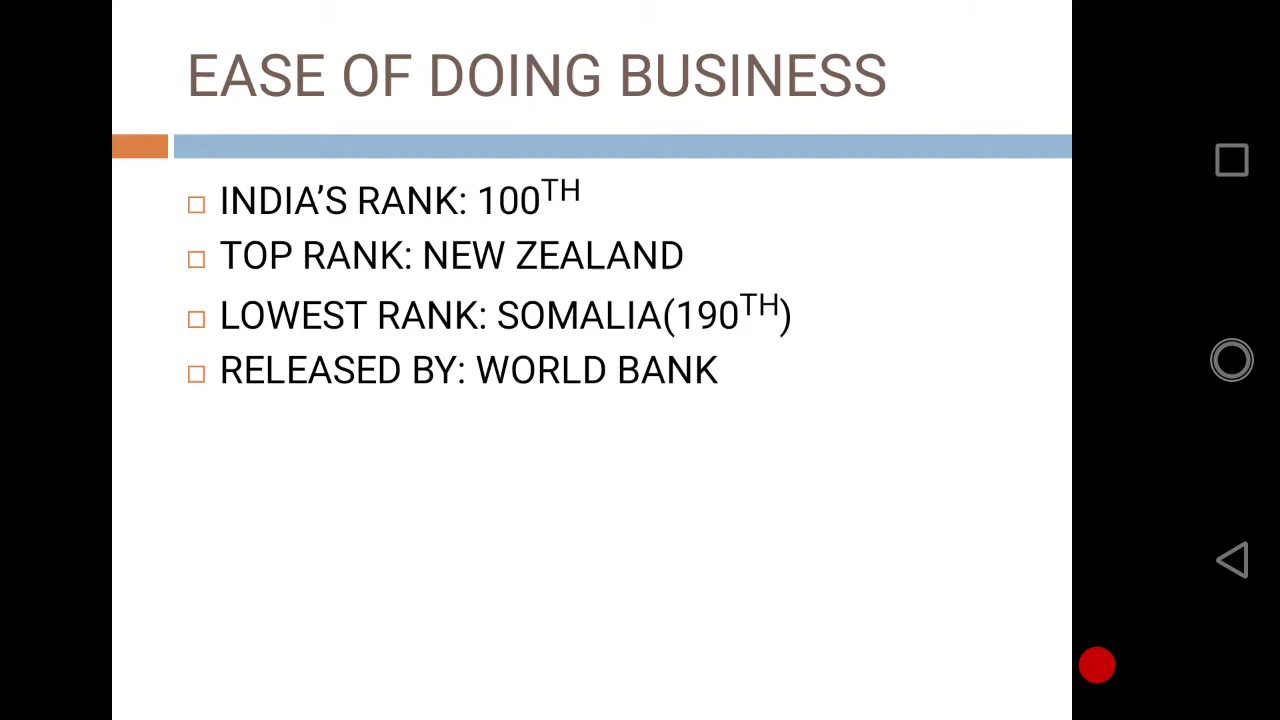 EASE OF DOING BUSINESS
INDIA’S RANK: 100TH
TOP RANK: NEW ZEALAND
LOWEST RANK: SOMALIA(190TH)
RELEASED BY: WORLD BANK